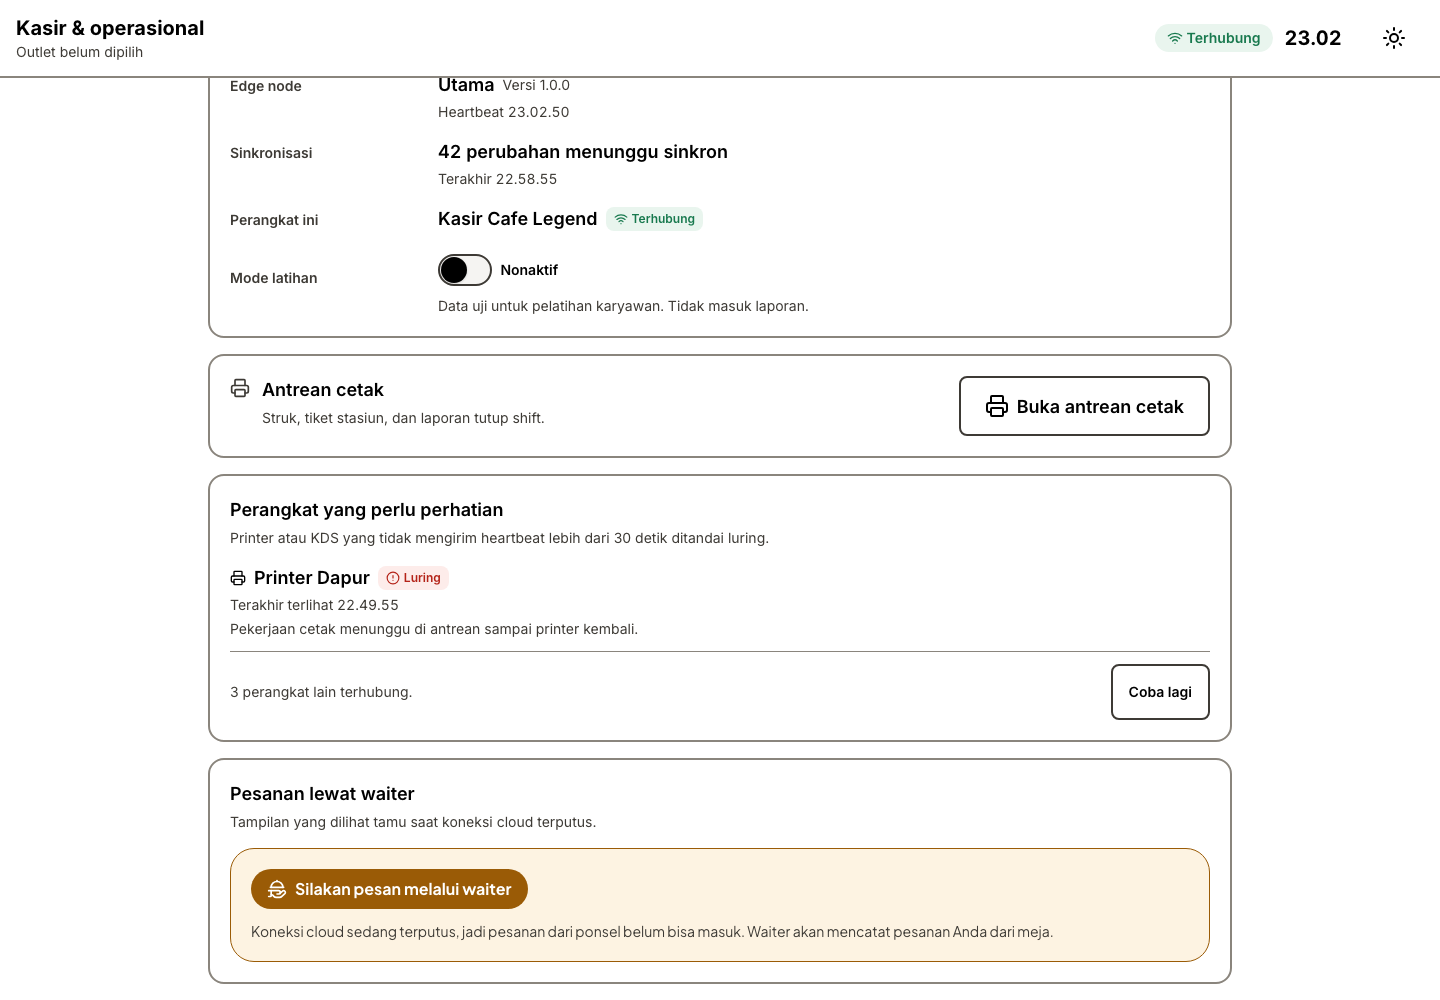 Kasir & operasional
Outlet belum dipilih
Terhubung
23.02
Edge node
Utama Versi 1.0.0
Heartbeat 23.02.50
Sinkronisasi
42 perubahan menunggu sinkron
Terakhir 22.58.55
Perangkat ini
Kasir Cafe Legend Terhubung
Mode latihan
Nonaktif
Data uji untuk pelatihan karyawan. Tidak masuk laporan.
Antrean cetak
Struk, tiket stasiun, dan laporan tutup shift.
Buka antrean cetak
Perangkat yang perlu perhatian
Printer atau KDS yang tidak mengirim heartbeat lebih dari 30 detik ditandai luring.
Printer Dapur Luring
Terakhir terlihat 22.49.55
Pekerjaan cetak menunggu di antrean sampai printer kembali.
3 perangkat lain terhubung.
Coba lagi
Pesanan lewat waiter
Tampilan yang dilihat tamu saat koneksi cloud terputus.
Silakan pesan melalui waiter
Koneksi cloud sedang terputus, jadi pesanan dari ponsel belum bisa masuk. Waiter akan mencatat pesanan Anda dari meja.